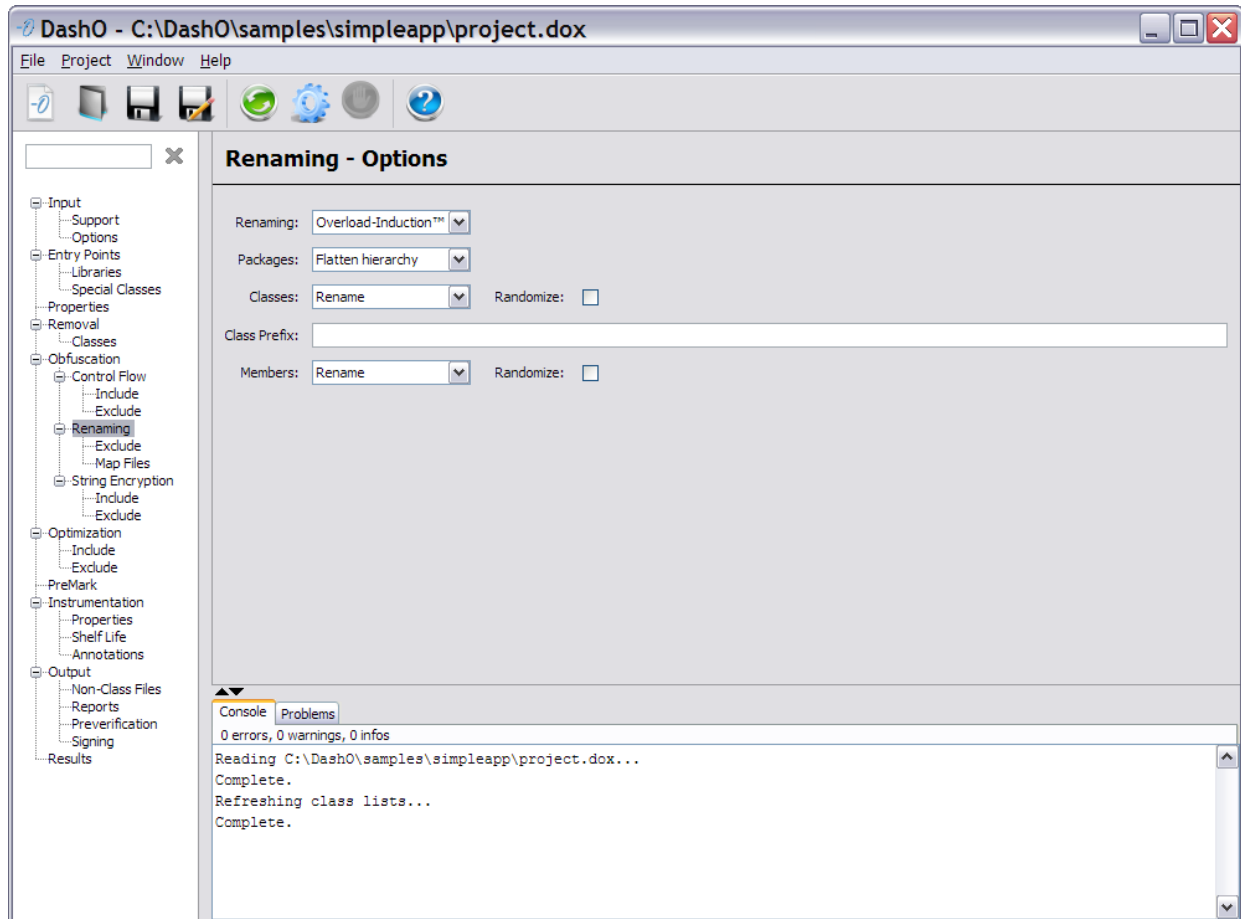 DashO - C:\DashO\samples\simpleapp\project.dox
File Project Window Help
Renaming - Options
Input
Support
Options
Entry Points
Libraries
Special Classes
Properties
Removal
Classes
Obfuscation
Control Flow
Include
Exclude
Renaming
Exclude
Map Files
String Encryption
Include
Exclude
Optimization
Include
Exclude
PreMark
Instrumentation
Properties
Shelf Life
Annotations
Output
Non-Class Files
Reports
Preverification
Signing
Results
Renaming: Overload-Induction™
Packages: Flatten hierarchy
Classes: Rename Randomize:
Class Prefix:
Members: Rename Randomize:
Console Problems
0 errors, 0 warnings, 0 infos
Reading C:\DashO\samples\simpleapp\project.dox...
Complete.
Refreshing class lists...
Complete.